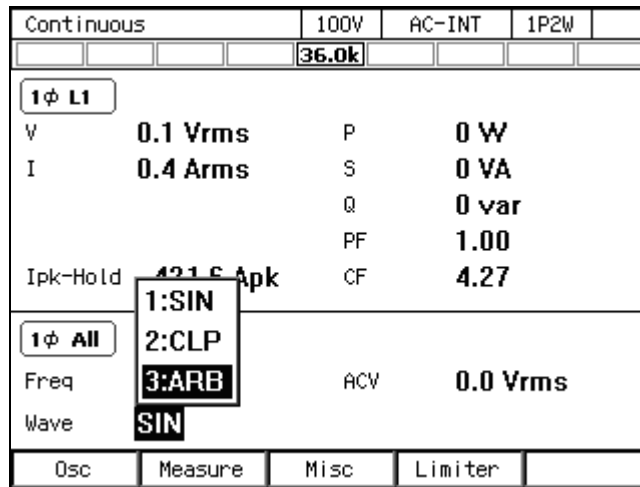 Continuous 100V AC-INT 1P2W
36.0k
1φ L1
V 0.1 Vrms P 0 W
I 0.4 Arms S 0 VA
Q 0 var
PF 1.00
Ipk-Hold Apk CF 4.27
1:SIN
1φ All 2:CLP
Freq 3:ARB ACV 0.0 Vrms
Wave SIN
Osc Measure Misc Limiter